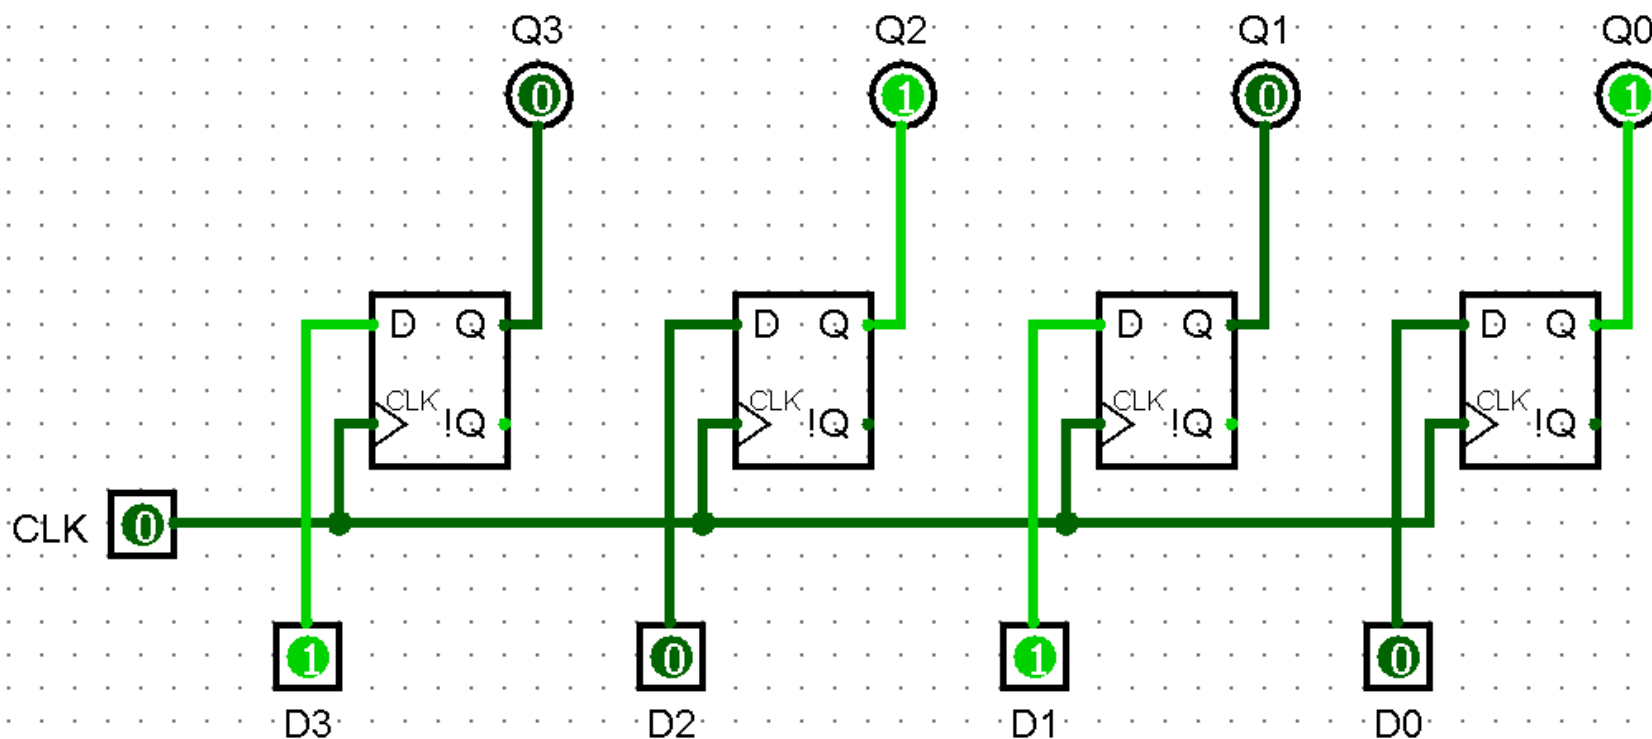 Q3 Q2 Q1 Q0
0 1 0 1
D Q D Q D Q D Q
CLK !Q CLK !Q CLK !Q CLK !Q
CLK 0
1 0 1 0
D3 D2 D1 D0